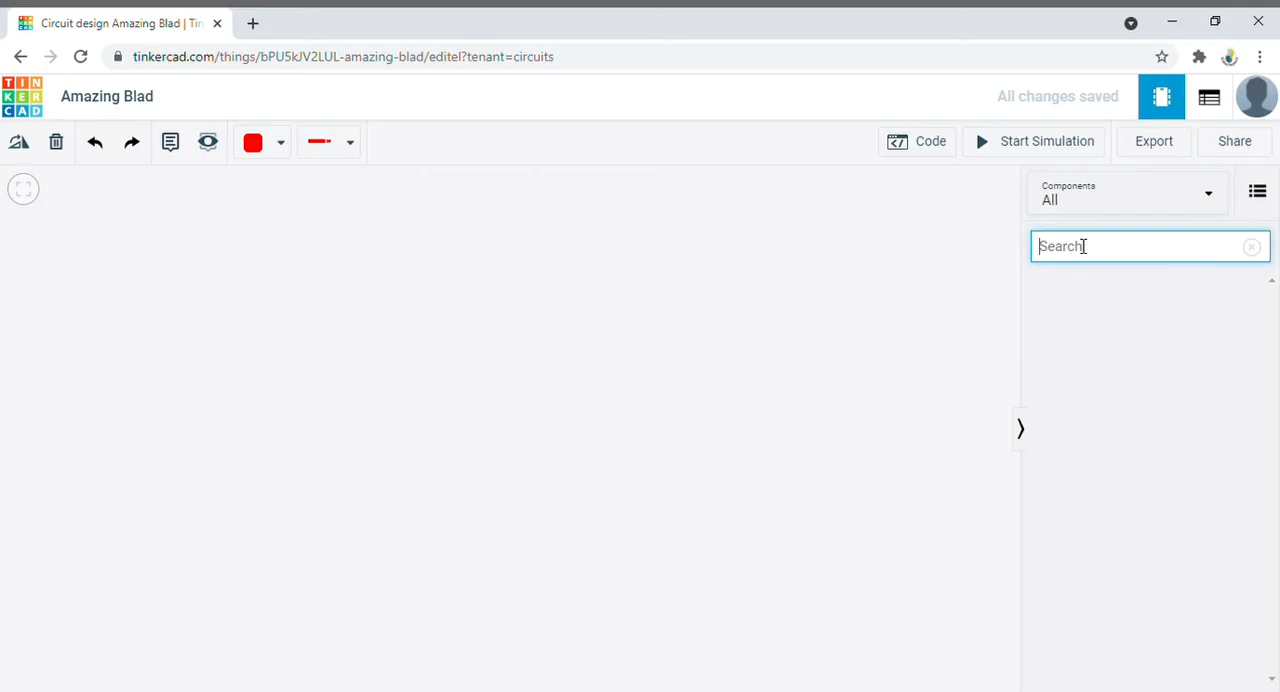 Circuit design Amazing Blad | Tin
tinkercad.com/things/bPU5kJV2LUL-amazing-blad/editel?tenant=circuits
TIN
KER
CAD
Amazing Blad
All changes saved
Code
Start Simulation
Export
Share
Components
All
Search